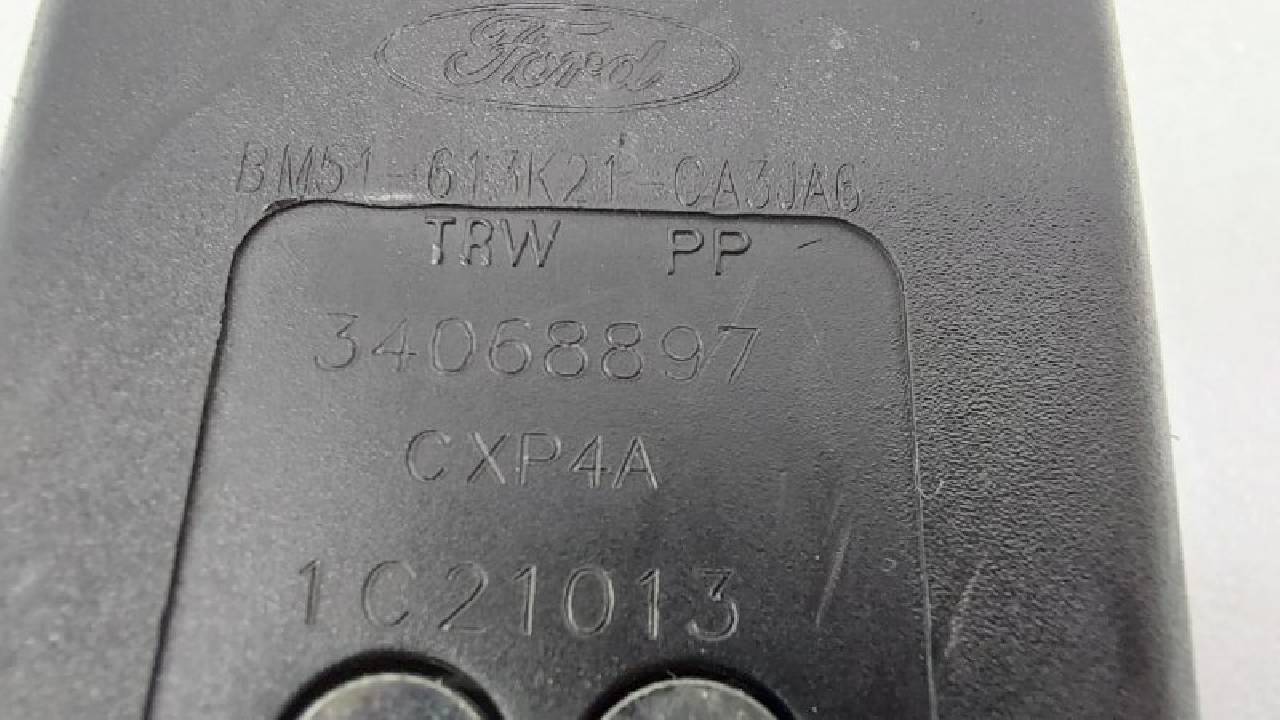 Ford
BM51-613K21-CA3JA6
TRW PP
34068897
CXP4A
1C21013